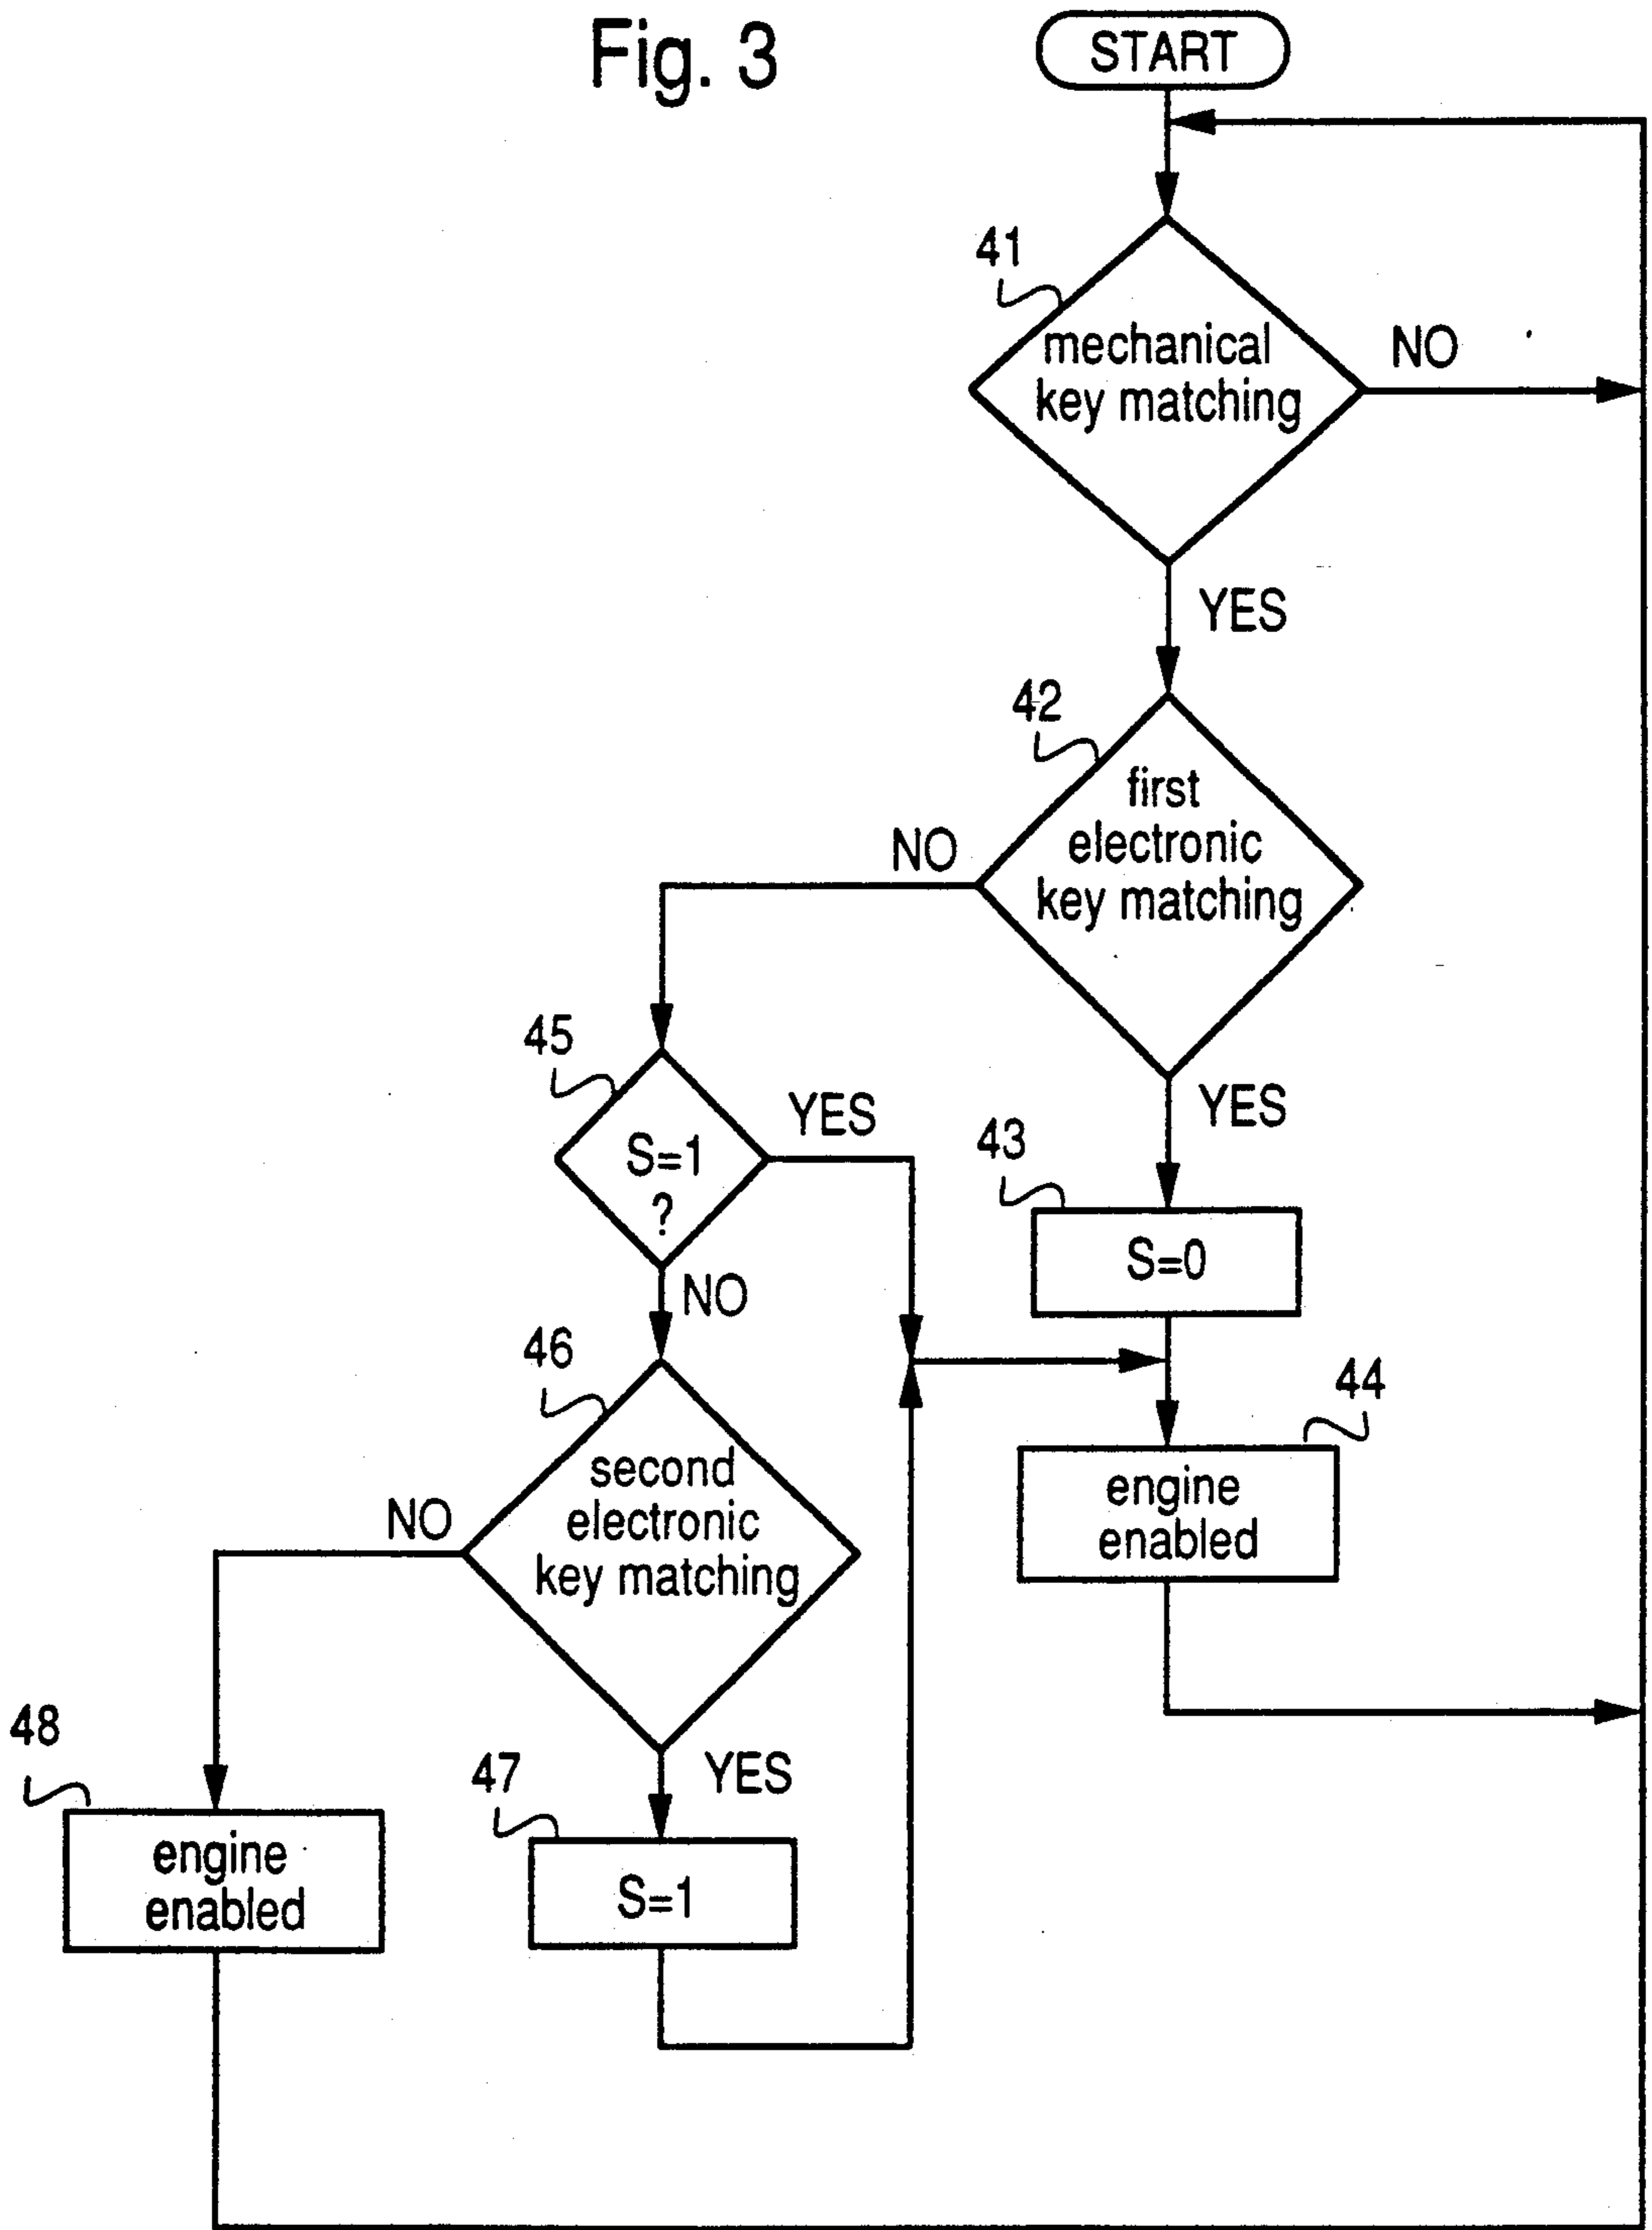 Fig. 3
START
41
mechanical
key matching
NO
YES
42
first
electronic
key matching
NO
YES
45
S=1
?
YES
NO
43
S=0
46
second
electronic
key matching
NO
YES
44
engine
enabled
48
engine
enabled
47
S=1